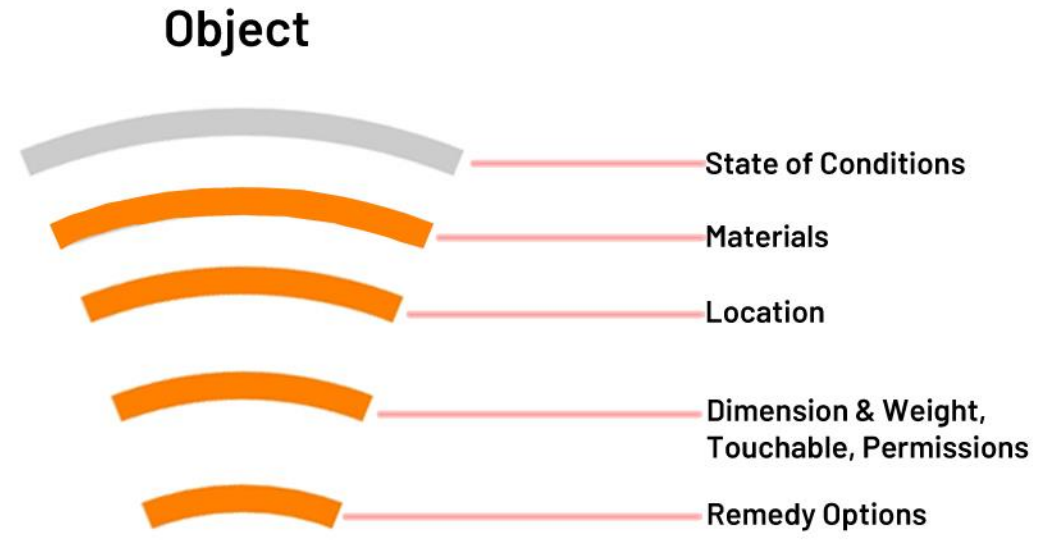 Object
State of Conditions
Materials
Location
Dimension & Weight,
Touchable, Permissions
Remedy Options